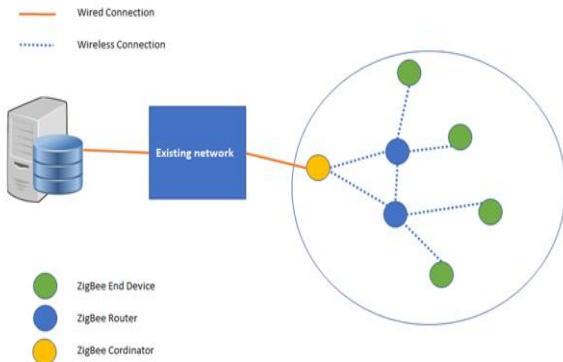 Wired Connection
Wireless Connection
Existing network
ZigBee End Device
ZigBee Router
ZigBee Cordinator